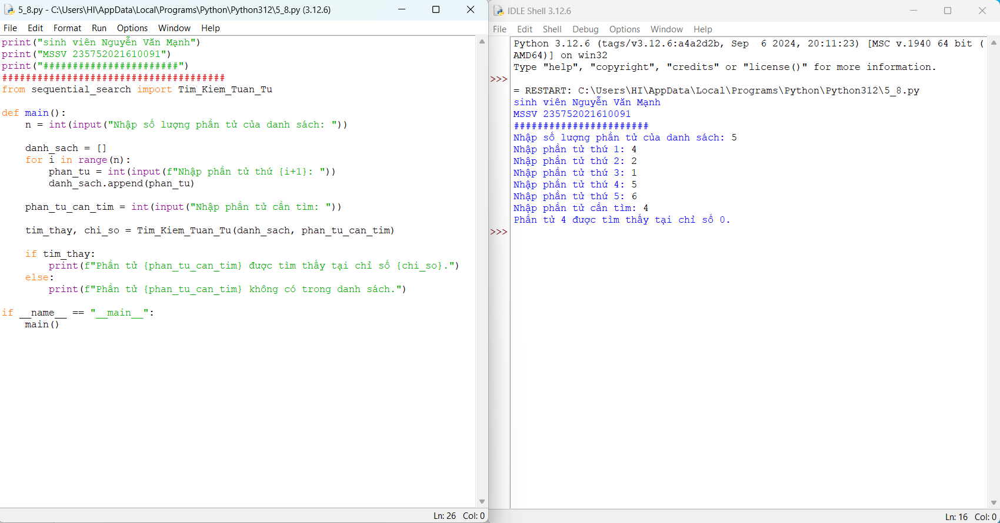 5_8.py - C:\Users\HI\AppData\Local\Programs\Python\Python312\5_8.py (3.12.6)
File Edit Format Run Options Window Help
print("sinh viên Nguyễn Văn Mạnh")
print("MSSV 235752021610091")
print("#######################")
######################################
from sequential_search import Tim_Kiem_Tuan_Tu

def main():
    n = int(input("Nhập số lượng phần tử của danh sách: "))

    danh_sach = []
    for i in range(n):
        phan_tu = int(input(f"Nhập phần tử thứ {i+1}: "))
        danh_sach.append(phan_tu)

    phan_tu_can_tim = int(input("Nhập phần tử cần tìm: "))

    tim_thay, chi_so = Tim_Kiem_Tuan_Tu(danh_sach, phan_tu_can_tim)

    if tim_thay:
        print(f"Phần tử {phan_tu_can_tim} được tìm thấy tại chỉ số {chi_so}.")
    else:
        print(f"Phần tử {phan_tu_can_tim} không có trong danh sách.")

if __name__ == "__main__":
    main()
Ln: 26 Col: 0
IDLE Shell 3.12.6
File Edit Shell Debug Options Window Help
Python 3.12.6 (tags/v3.12.6:a4a2d2b, Sep  6 2024, 20:11:23) [MSC v.1940 64 bit (
AMD64)] on win32
Type "help", "copyright", "credits" or "license()" for more information.
>>>
= RESTART: C:\Users\HI\AppData\Local\Programs\Python\Python312\5_8.py
sinh viên Nguyễn Văn Mạnh
MSSV 235752021610091
#######################
Nhập số lượng phần tử của danh sách: 5
Nhập phần tử thứ 1: 4
Nhập phần tử thứ 2: 2
Nhập phần tử thứ 3: 1
Nhập phần tử thứ 4: 5
Nhập phần tử thứ 5: 6
Nhập phần tử cần tìm: 4
Phần tử 4 được tìm thấy tại chỉ số 0.
>>>
Ln: 16 Col: 0